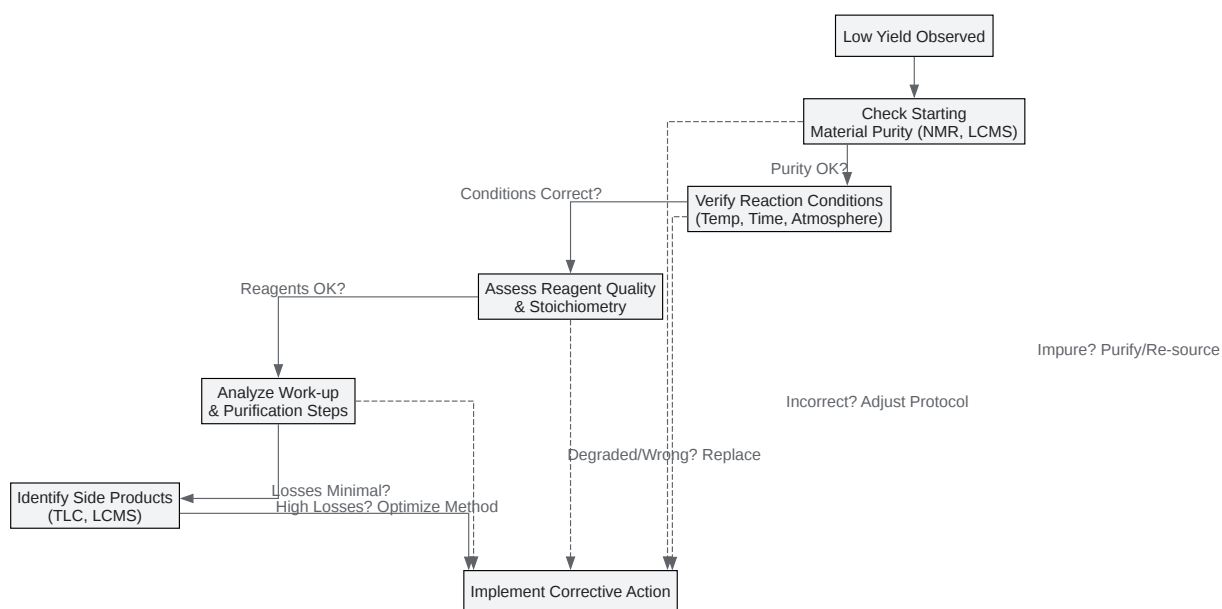 Low Yield Observed
Check Starting
Material Purity (NMR, LCMS)
Purity OK?
Conditions Correct?
Verify Reaction Conditions
(Temp, Time, Atmosphere)
Reagents OK?
Assess Reagent Quality
& Stoichiometry
Impure? Purify/Re-source
Analyze Work-up
& Purification Steps
Incorrect? Adjust Protocol
Degraded/Wrong? Replace
Identify Side Products
(TLC, LCMS)
Losses Minimal?
High Losses? Optimize Method
Implement Corrective Action